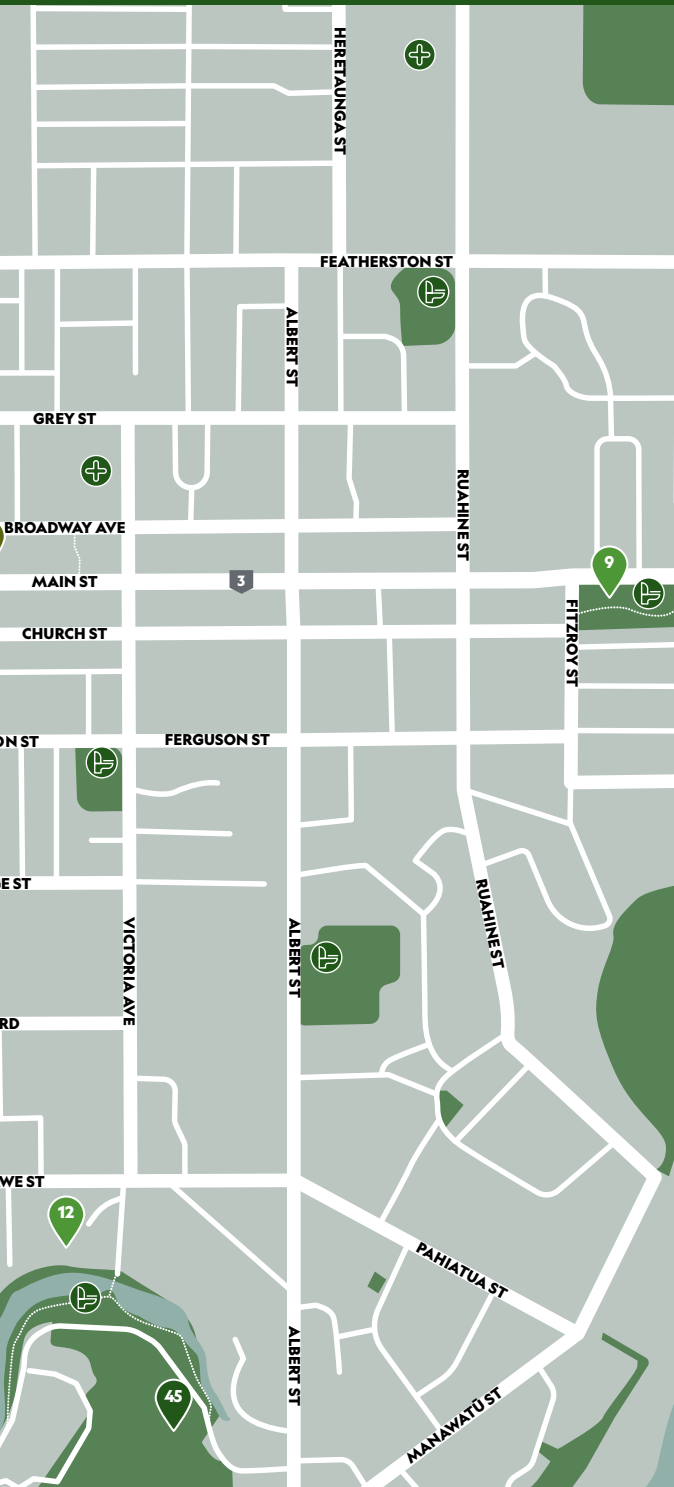 HERETAUNGA ST
FEATHERSTON ST
ALBERT ST
GREY ST
RUAHINE ST
BROADWAY AVE
9
MAIN ST
3
FITZROY ST
CHURCH ST
ON ST
FERGUSON ST
E ST
RUAHINE ST
VICTORIA AVE
ALBERT ST
RD
WE ST
12
PAHIATUA ST
ALBERT ST
45
MANAWATŪ ST